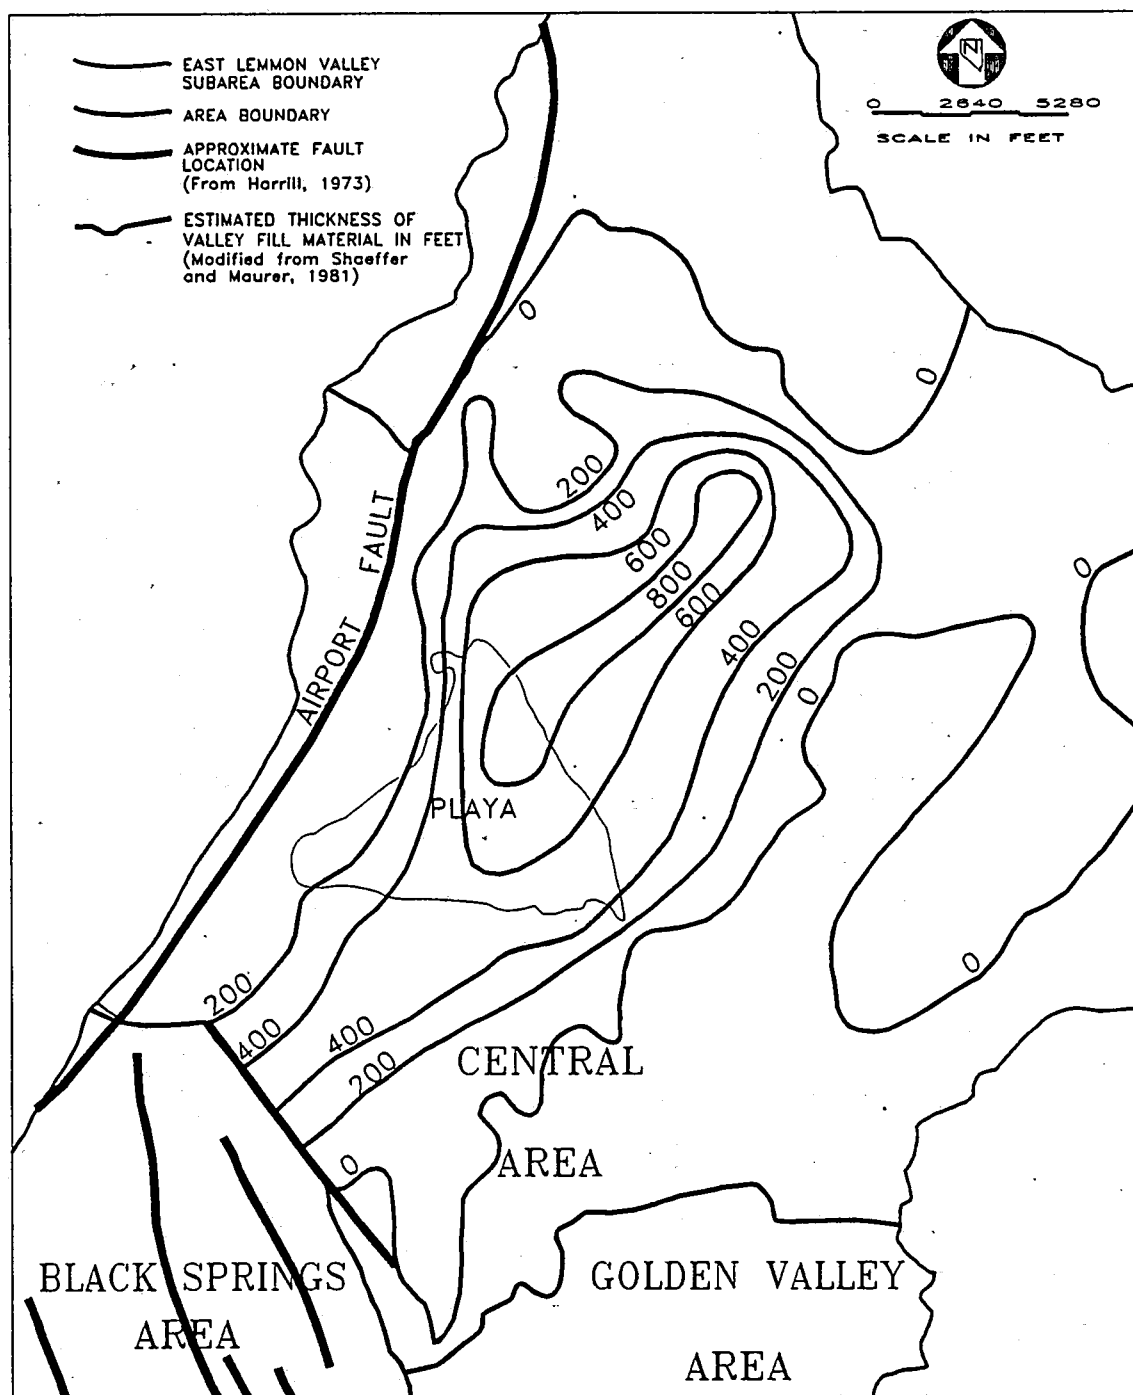 EAST LEMMON VALLEY
SUBAREA BOUNDARY
AREA BOUNDARY
APPROXIMATE FAULT
LOCATION
(From Harrill, 1973)
ESTIMATED THICKNESS OF
VALLEY FILL MATERIAL IN FEET
(Modified from Shaeffer
and Maurer, 1981)
N
0 2640 5280
SCALE IN FEET
0
0
200
400
600
800
600
400
200
0
0
AIRPORT FAULT
PLAYA
0
200
400
400
200
0
CENTRAL
AREA
BLACK SPRINGS
AREA
GOLDEN VALLEY
AREA